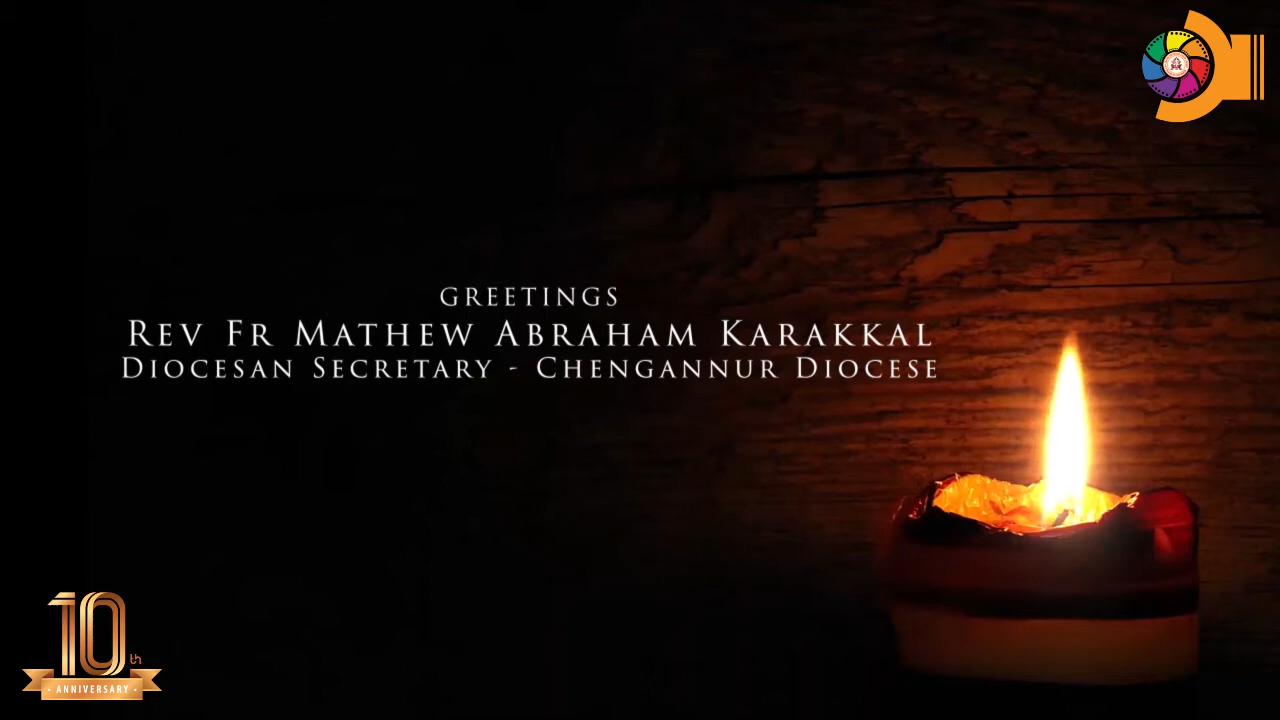 GREETINGS
REV FR MATHEW ABRAHAM KARAKKAL
DIOCESAN SECRETARY - CHENGANNUR DIOCESE
10th
· ANNIVERSARY ·